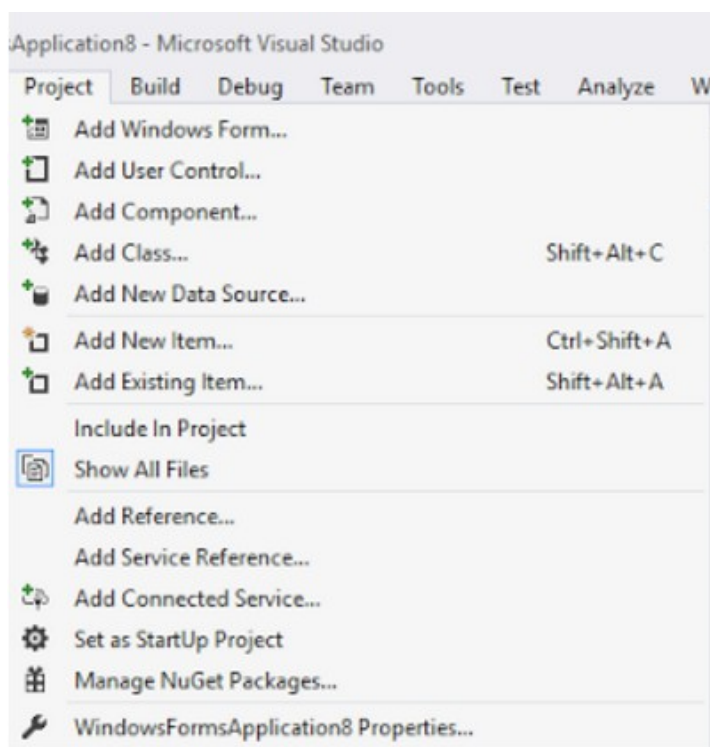 sApplication8 - Microsoft Visual Studio
Project Build Debug Team Tools Test Analyze W
Add Windows Form...
Add User Control...
Add Component...
Add Class... Shift+Alt+C
Add New Data Source...
Add New Item... Ctrl+Shift+A
Add Existing Item... Shift+Alt+A
Include In Project
Show All Files
Add Reference...
Add Service Reference...
Add Connected Service...
Set as StartUp Project
Manage NuGet Packages...
WindowsFormsApplication8 Properties...